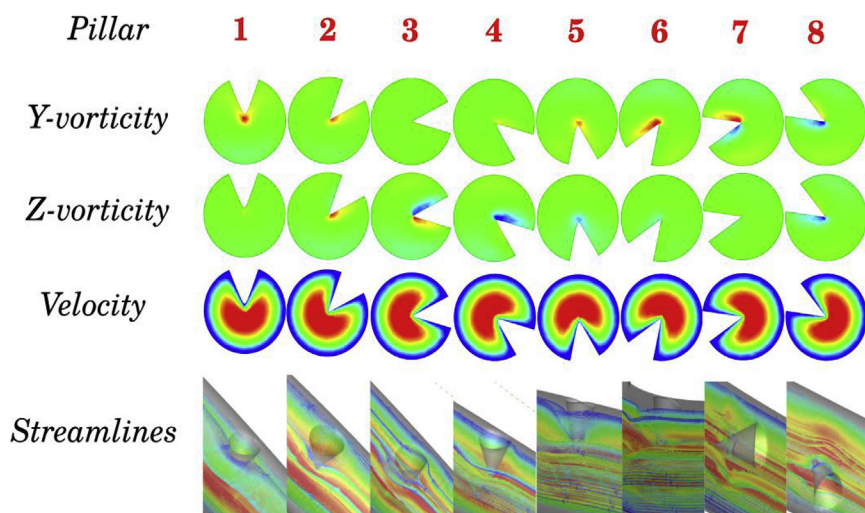 Pillar 1 2 3 4 5 6 7 8
Y-vorticity
Z-vorticity
Velocity
Streamlines